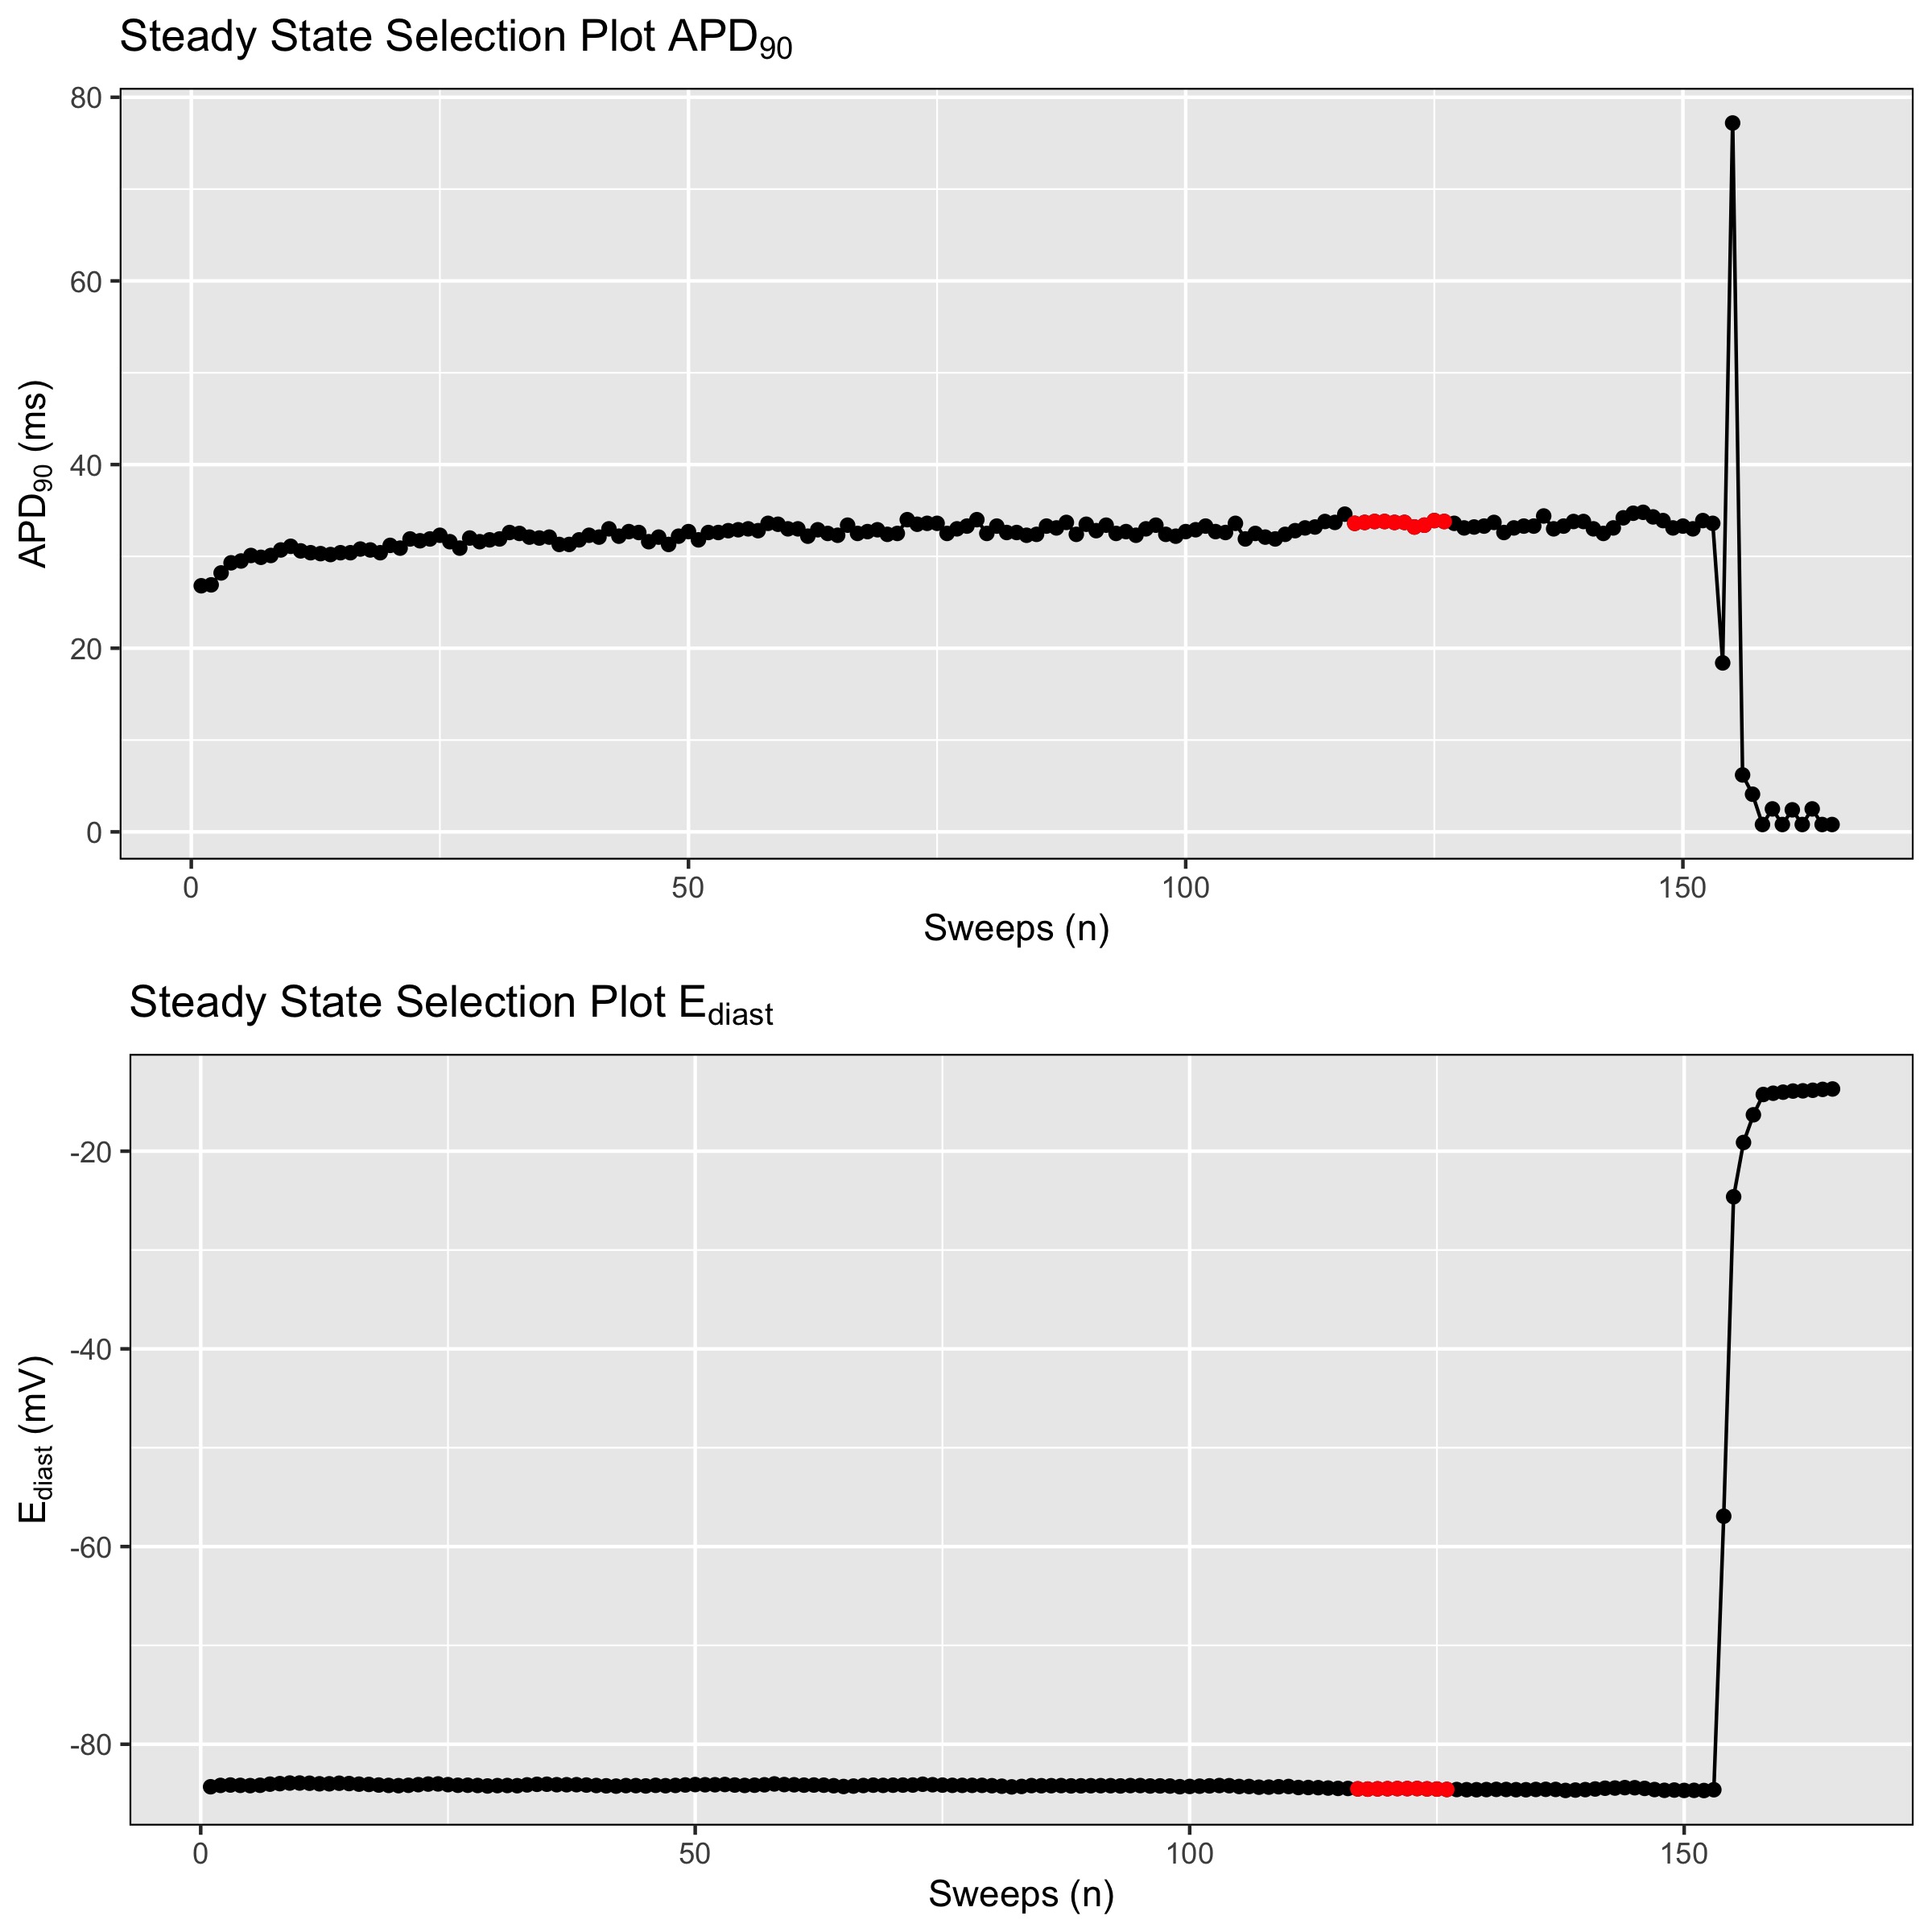 Steady State Selection Plot APD90
80
60
40
20
0
APD90 (ms)
0 50 100 150
Sweeps (n)
Steady State Selection Plot Ediast
-20
-40
-60
-80
Ediast (mV)
0 50 100 150
Sweeps (n)